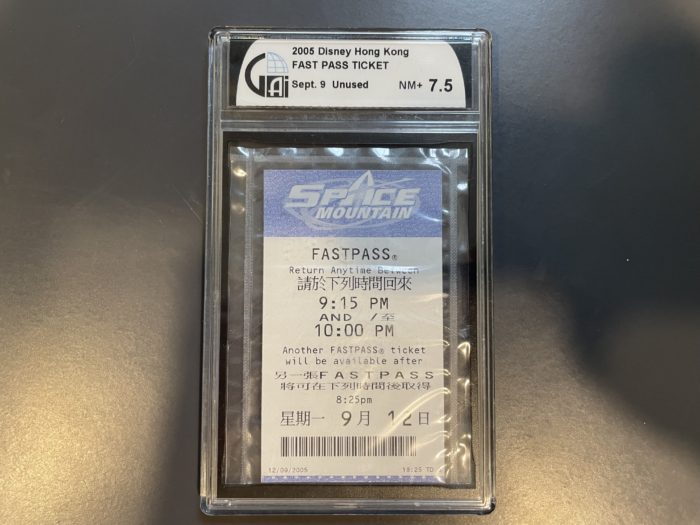 2005 Disney Hong Kong
FAST PASS TICKET
Sept. 9 Unused
NM+ 7.5
GAi
SPACE
MOUNTAIN
FASTPASS®
Return Anytime Between
請於下列時間回來
9:15 PM
AND / 至
10:00 PM
Another FASTPASS® ticket
will be available after
另一張FASTPASS
將可在下列時間後取得
8:25pm
星期一 9月 12日
12/09/2005 18:25 TD